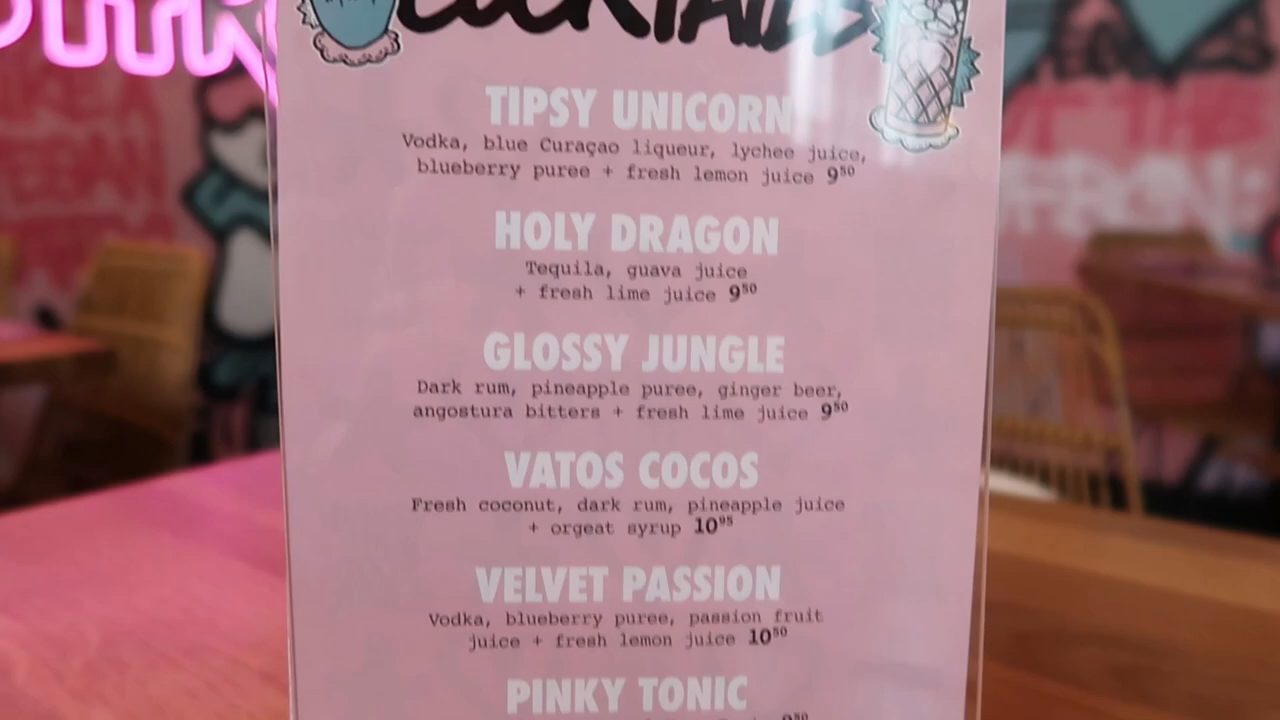 COCKTAILS
TIPSY UNICORN
Vodka, blue Curaçao liqueur, lychee juice,
blueberry puree + fresh lemon juice 9⁵⁰
HOLY DRAGON
Tequila, guava juice
+ fresh lime juice 9⁵⁰
GLOSSY JUNGLE
Dark rum, pineapple puree, ginger beer,
angostura bitters + fresh lime juice 9⁵⁰
VATOS COCOS
Fresh coconut, dark rum, pineapple juice
+ orgeat syrup 10⁹⁵
VELVET PASSION
Vodka, blueberry puree, passion fruit
juice + fresh lemon juice 10⁵⁰
PINKY TONIC